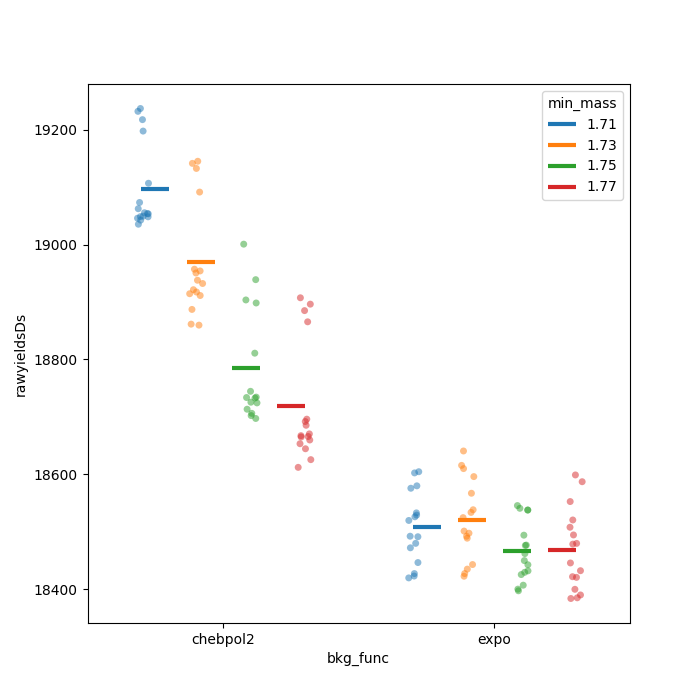 min_mass
1.71
1.73
1.75
1.77
19200
19000
18800
18600
18400
rawyieldsDs
chebpol2
expo
bkg_func